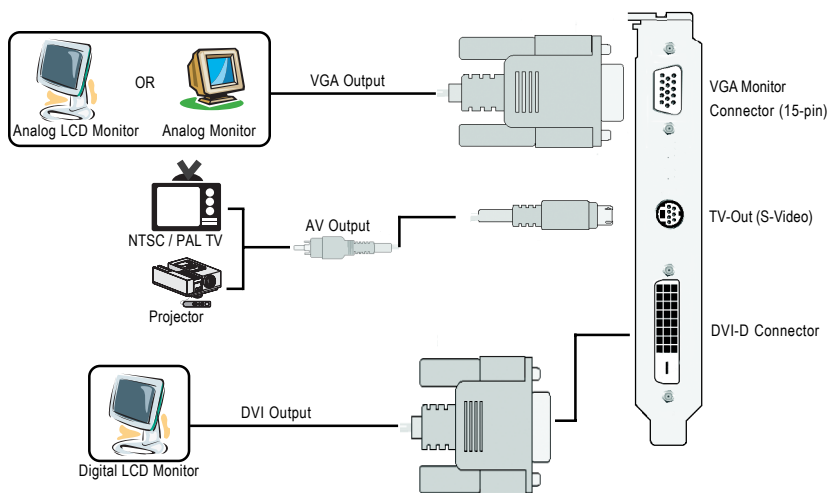 VGA Output
OR
Analog LCD Monitor
Analog Monitor
VGA Monitor
Connector (15-pin)
AV Output
NTSC / PAL TV
TV-Out (S-Video)
Projector
DVI-D Connector
DVI Output
Digital LCD Monitor